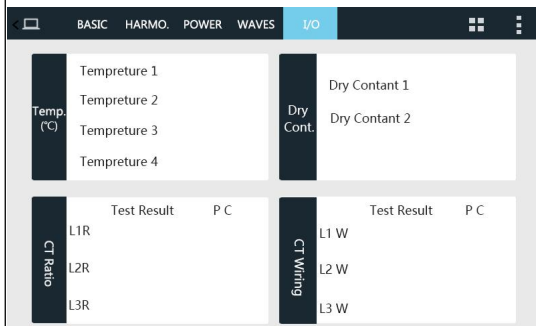 BASIC HARMO. POWER WAVES I/O
Temp.
(℃)
Tempreture 1
Tempreture 2
Tempreture 3
Tempreture 4
Dry
Cont.
Dry Contant 1
Dry Contant 2
CT Ratio
Test Result P C
L1R
L2R
L3R
CT Wiring
Test Result P C
L1 W
L2 W
L3 W